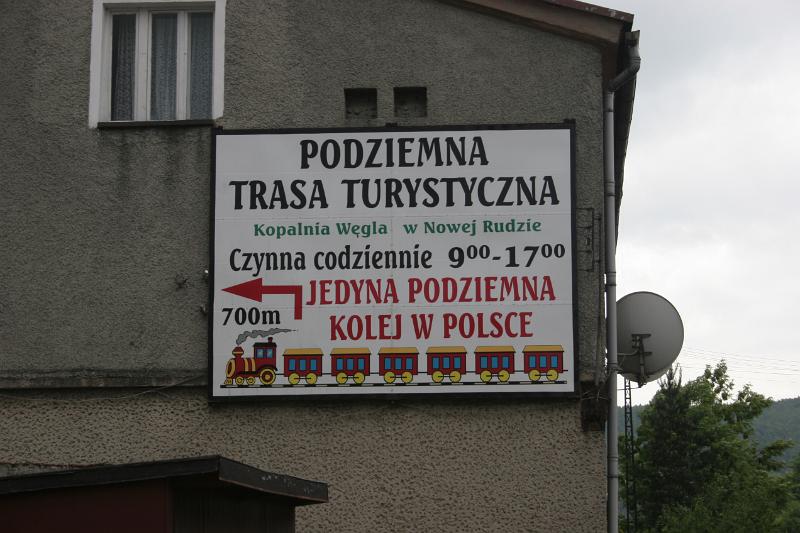 PODZIEMNA
TRASA TURYSTYCZNA
Kopalnia Węgla w Nowej Rudzie
Czynna codziennie 9⁰⁰-17⁰⁰
JEDYNA PODZIEMNA
700m
KOLEJ W POLSCE